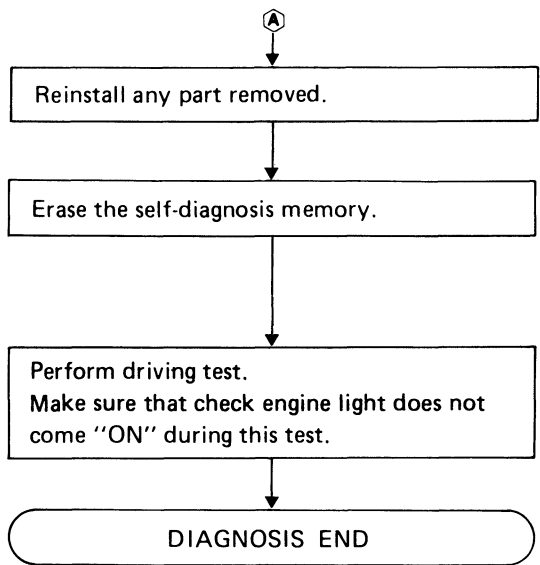 A
Reinstall any part removed.
Erase the self-diagnosis memory.
Perform driving test.
Make sure that check engine light does not
come "ON" during this test.
DIAGNOSIS END